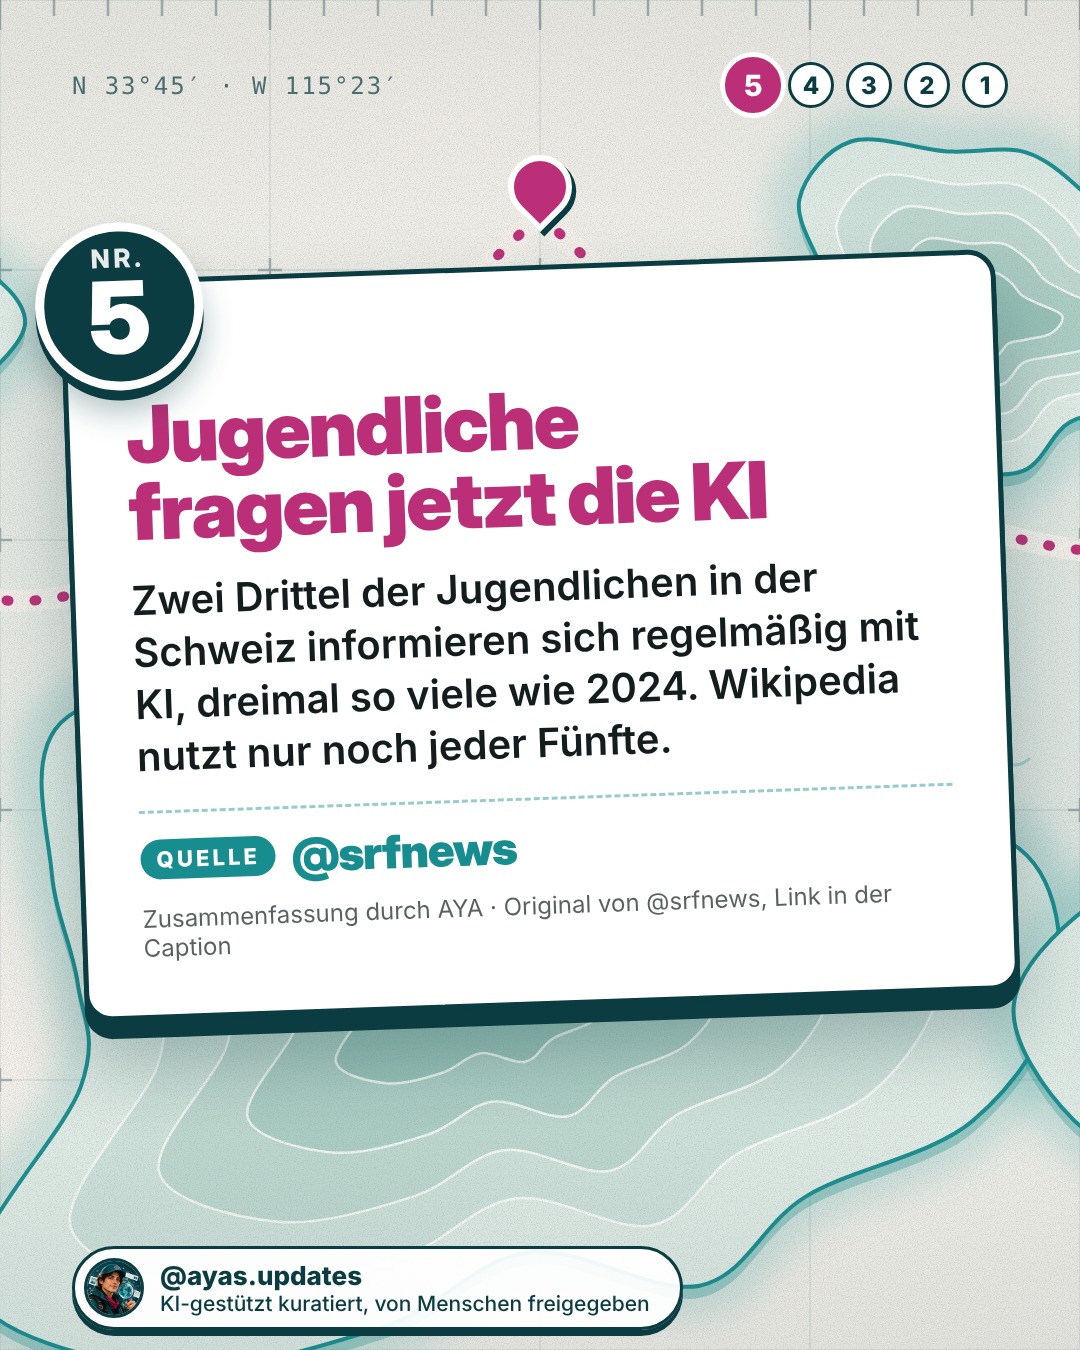 N 33°45′ · W 115°23′
5 4 3 2 1
NR.
5
Jugendliche
fragen jetzt die KI
Zwei Drittel der Jugendlichen in der
Schweiz informieren sich regelmäßig mit
KI, dreimal so viele wie 2024. Wikipedia
nutzt nur noch jeder Fünfte.
QUELLE @srfnews
Zusammenfassung durch AYA · Original von @srfnews, Link in der
Caption
@ayas.updates
KI-gestützt kuratiert, von Menschen freigegeben